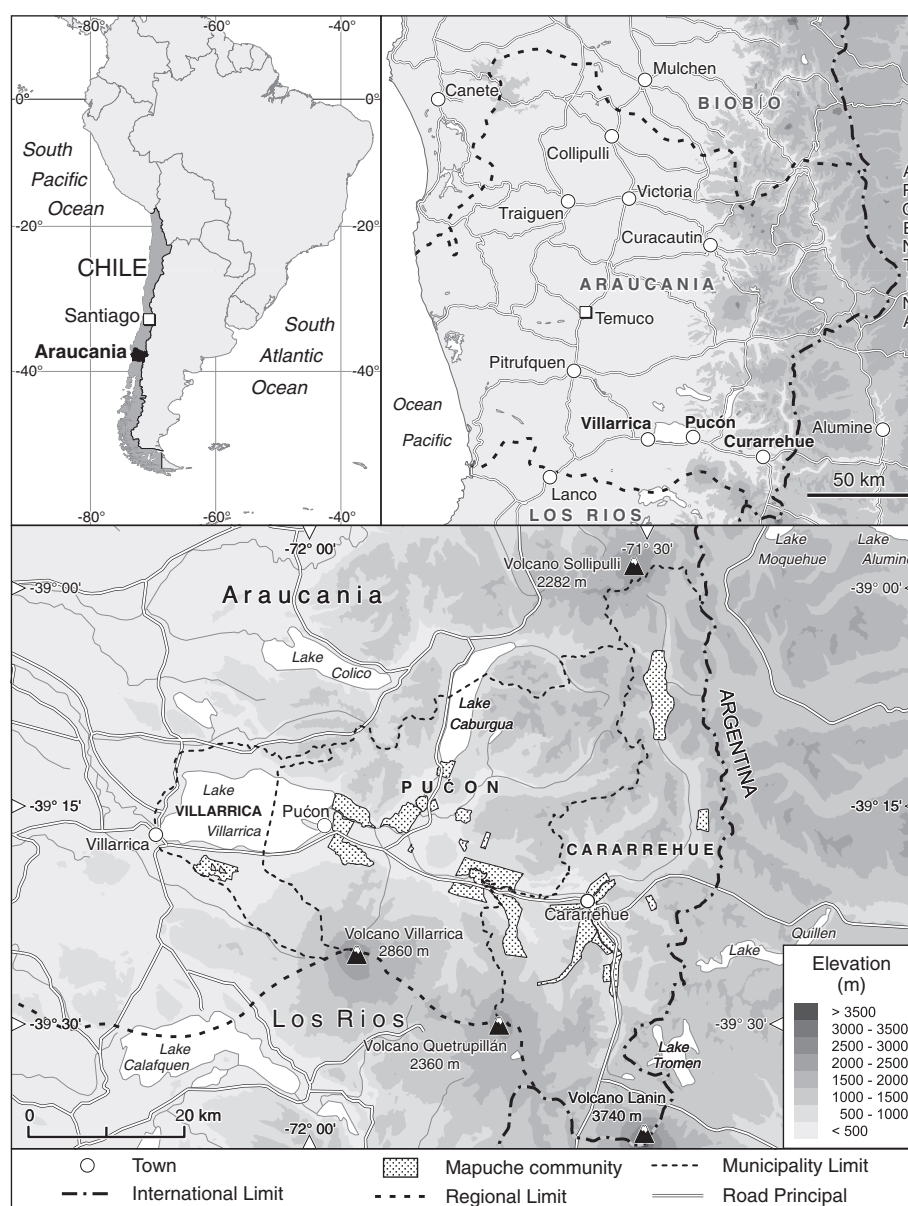 -80°
-60°
-40°
0°
0°
South
Pacific
Ocean
-20°
-20°
CHILE
Santiago
Araucania
South
Atlantic
Ocean
-40°
-40°
-80°
-60°
-40°
Canete
Mulchen
BIOBÍO
Collipulli
Victoria
Traiguen
Curacautin
ARAUCANIA
Temuco
Pitrufquen
Ocean
Pacific
Villarrica
Pucón
Curarrehue
Alumine
50 km
Lanco
LOS RIOS
-72° 00'
-71° 30'
Volcano Sollipulli
2282 m
Lake
Moquehue
Lake
Alumine
-39° 00'
-39° 00'
Araucania
Lake
Colico
Lake
Caburgua
ARGENTINA
PUĆON
-39° 15'
-39° 15'
Lake
VILLARRICA
Villarrica
Pućon
Villarrica
CARARREHUE
Cararrehue
Volcano Villarrica
2860 m
Quillen
Lake
Los Rios
-39° 30'
-39° 30'
Volcano Quetrupillán
2360 m
Lake
Calafquen
Lake
Tromen
Volcano Lanin
3740 m
0
20 km
-72° 00'
Elevation
(m)
> 3500
3000 - 3500
2500 - 3000
2000 - 2500
1500 - 2000
1000 - 1500
500 - 1000
< 500
Town
Mapuche community
Municipality Limit
International Limit
Regional Limit
Road Principal